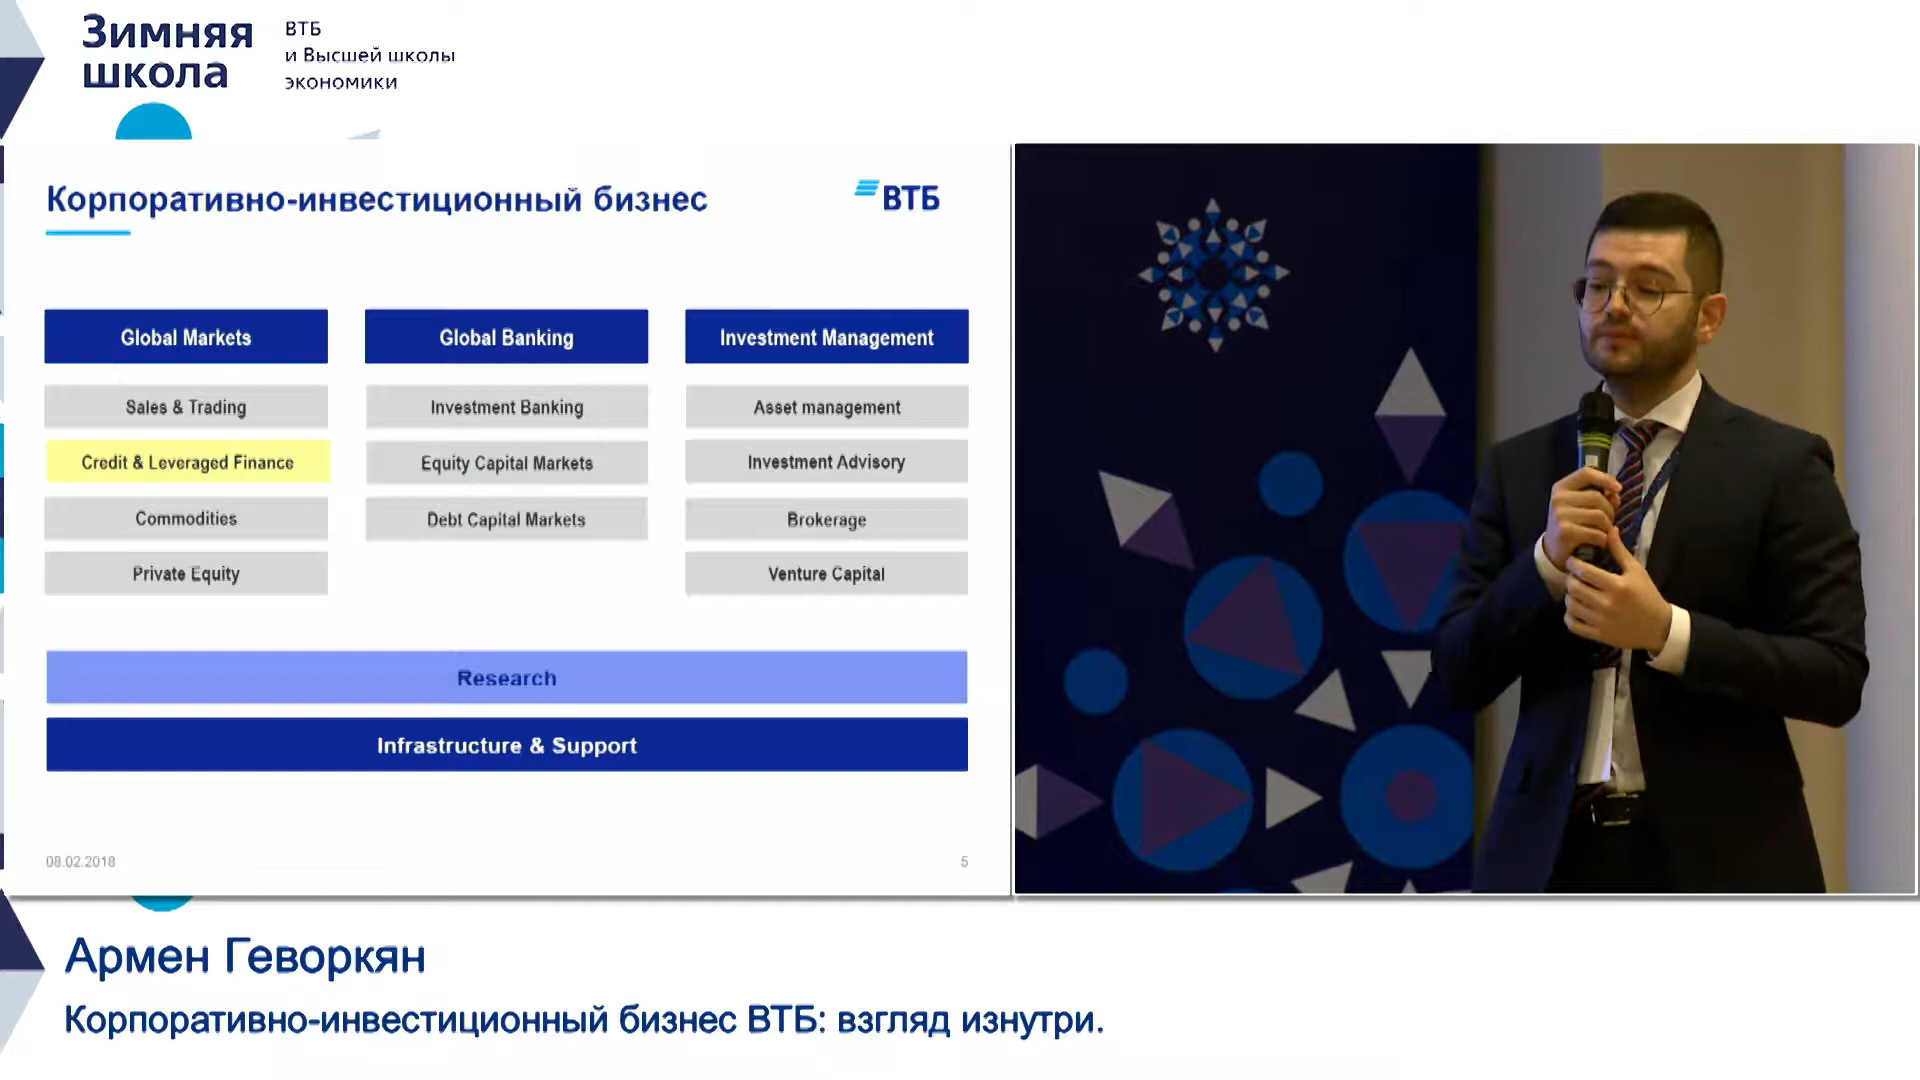 Зимняя
школа
ВТБ
и Высшей школы
экономики
Корпоративно-инвестиционный бизнес
ВТБ
Global Markets
Sales & Trading
Credit & Leveraged Finance
Commodities
Private Equity
Global Banking
Investment Banking
Equity Capital Markets
Debt Capital Markets
Investment Management
Asset management
Investment Advisory
Brokerage
Venture Capital
Research
Infrastructure & Support
08.02.2018
5
Армен Геворкян
Корпоративно-инвестиционный бизнес ВТБ: взгляд изнутри.